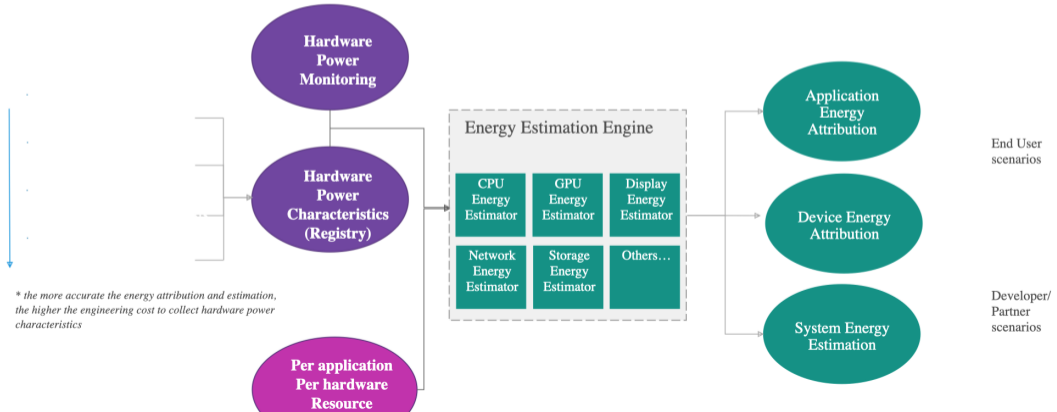 Hardware
Power
Monitoring
Hardware
Power
Characteristics
(Registry)
* the more accurate the energy attribution and estimation,
the higher the engineering cost to collect hardware power
characteristics
Per application
Per hardware
Resource
Energy Estimation Engine
CPU
Energy
Estimator
GPU
Energy
Estimator
Display
Energy
Estimator
Network
Energy
Estimator
Storage
Energy
Estimator
Others…
Application
Energy
Attribution
Device Energy
Attribution
System Energy
Estimation
End User
scenarios
Developer/
Partner
scenarios